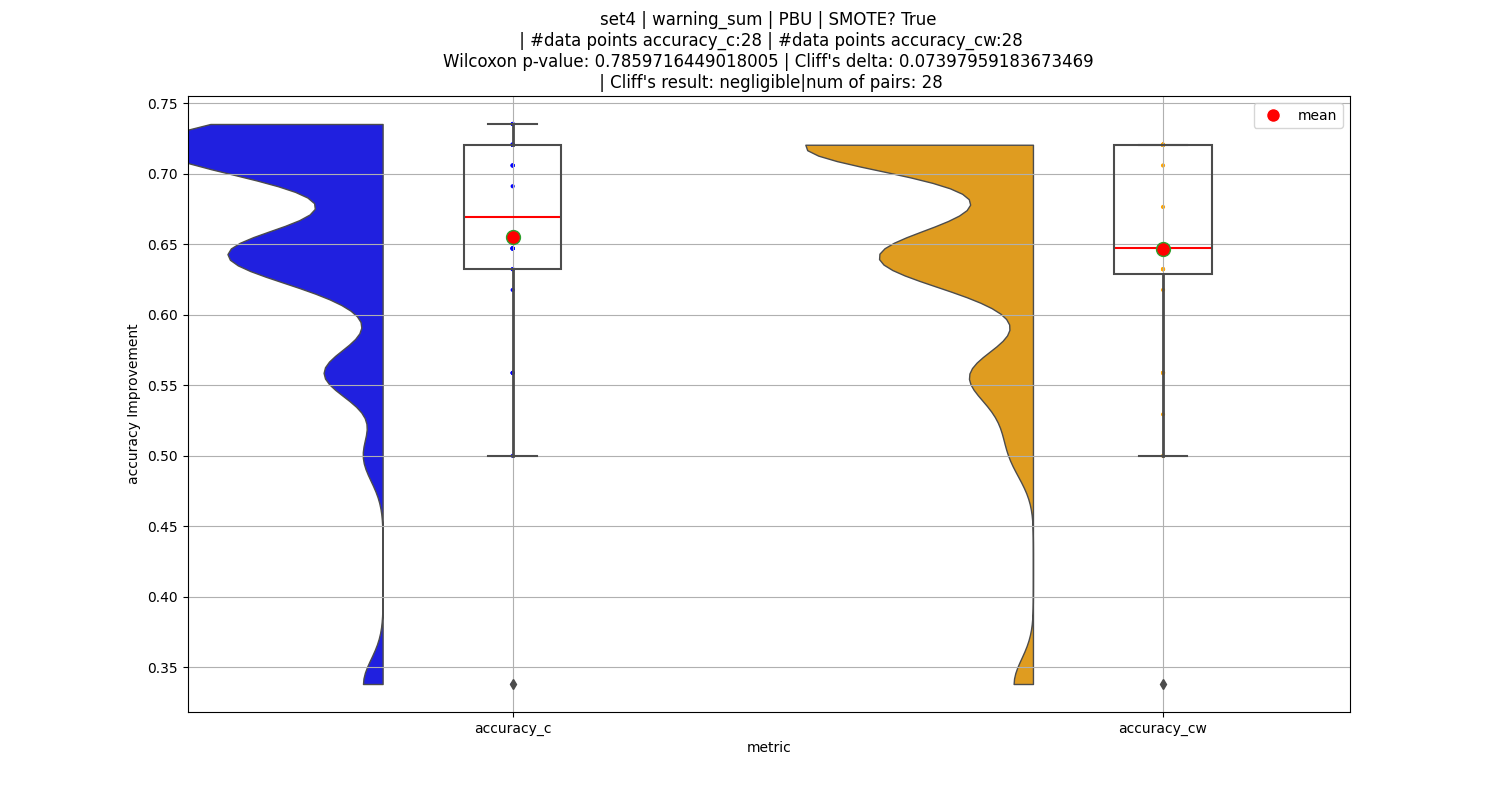 set4 | warning_sum | PBU | SMOTE? True
| #data points accuracy_c:28 | #data points accuracy_cw:28
Wilcoxon p-value: 0.7859716449018005 | Cliff's delta: 0.07397959183673469
| Cliff's result: negligible|num of pairs: 28
mean
0.75
0.70
0.65
0.60
0.55
0.50
0.45
0.40
0.35
accuracy Improvement
accuracy_c
accuracy_cw
metric